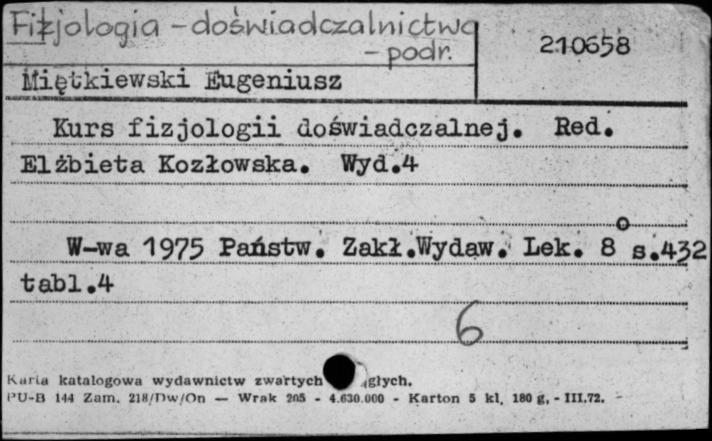 Fizjologia - doświadczalnictwo
- podr.
210658
Miętkiewski Eugeniusz
Kurs fizjologii doświadczalnej. Red.
Elżbieta Kozłowska. Wyd.4
W-wa 1975 Państw. Zakł.Wydaw. Lek. 8° s.432
tabl.4
6
Karta katalogowa wydawnictw zwartych głych.
PU-B 144 Zam. 218/Dw/On — Wrak 205 - 4.630.000 - Karton 5 kl. 180 g. - III.72.